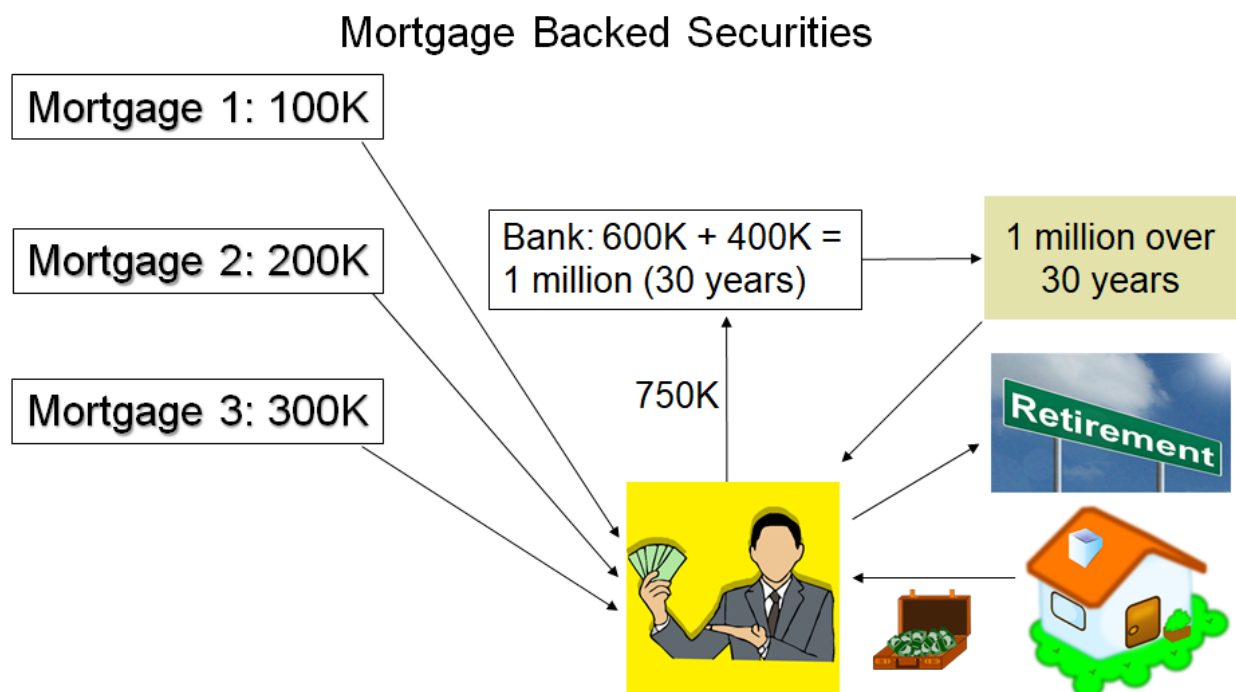 Mortgage Backed Securities
Mortgage 1: 100K
Mortgage 2: 200K
Mortgage 3: 300K
Bank: 600K + 400K =
1 million (30 years)
1 million over
30 years
750K
Retirement